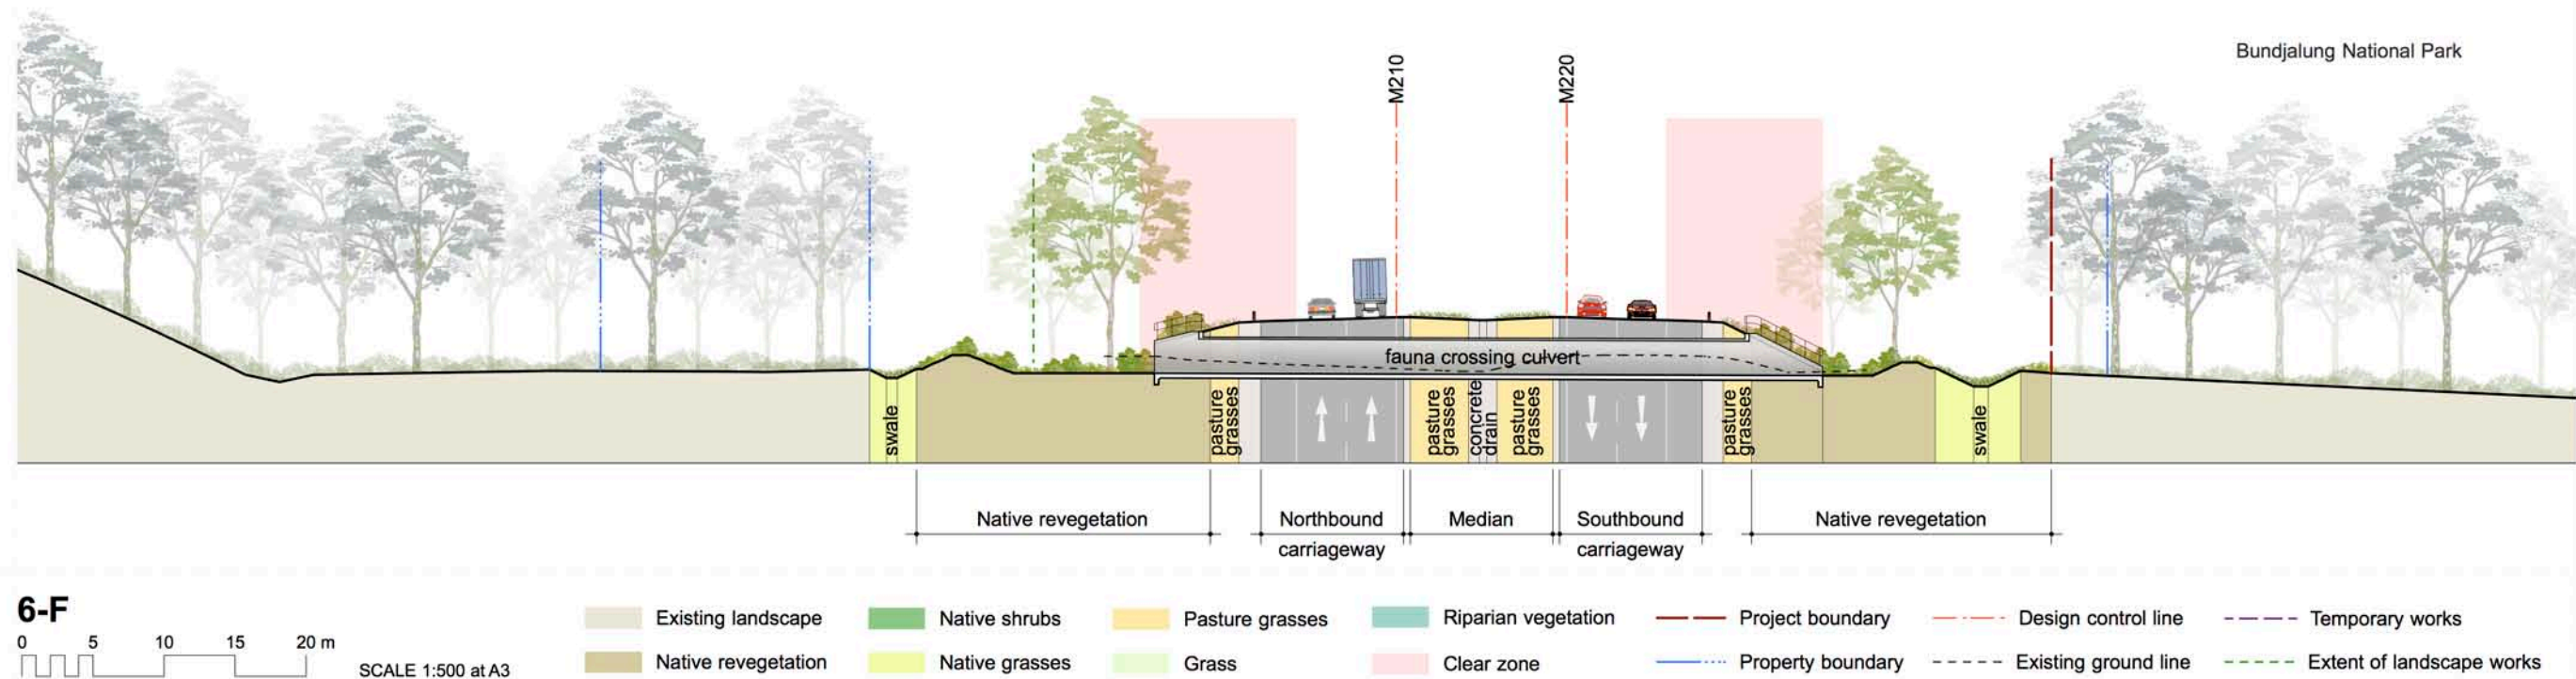 Bundjalung National Park
M210
M220
fauna crossing culvert
swale
pasture
grasses
pasture
grasses
concrete
drain
pasture
grasses
pasture
grasses
swale
Native revegetation
Northbound
carriageway
Median
Southbound
carriageway
Native revegetation
6-F
0 5 10 15 20 m
SCALE 1:500 at A3
Existing landscape
Native revegetation
Native shrubs
Native grasses
Pasture grasses
Grass
Riparian vegetation
Clear zone
Project boundary
Property boundary
Design control line
Existing ground line
Temporary works
Extent of landscape works